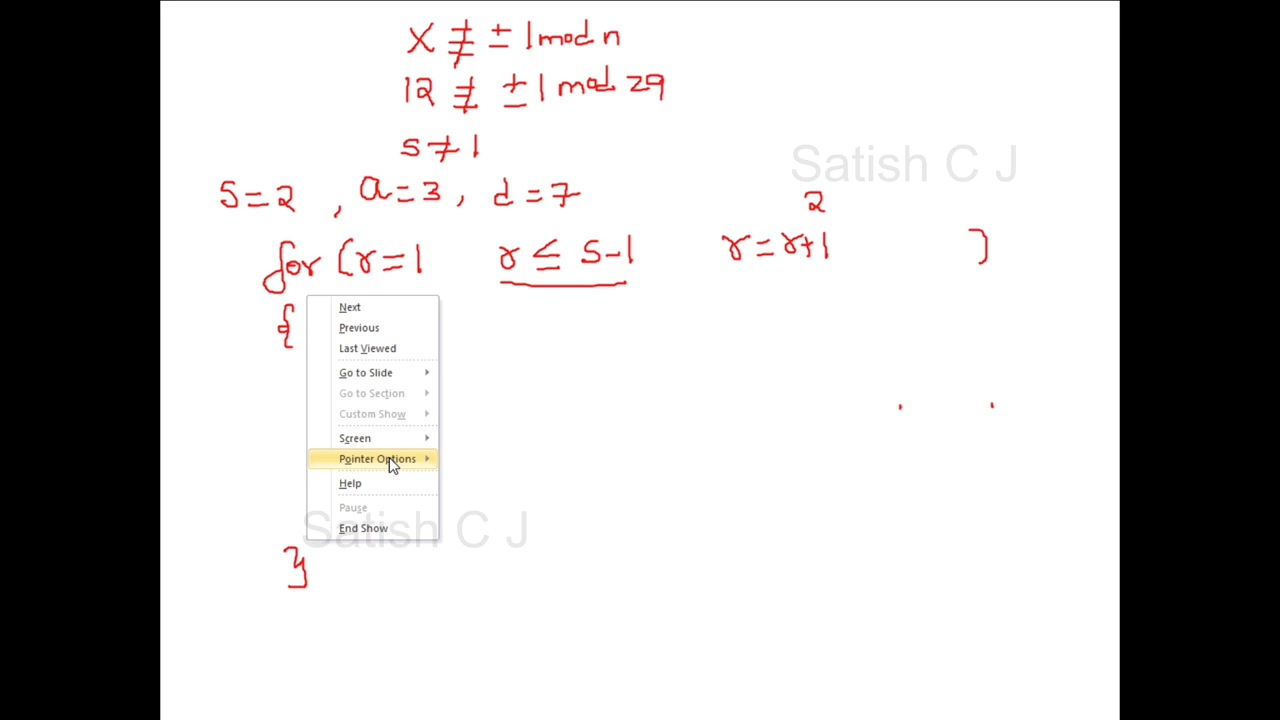 X ≢ ± 1 mod n
12 ≢ ± 1 mod 29
S ≠ 1
Satish C J
S = 2 , a = 3 , d = 7
2
for (r = 1 r ≤ S-1 r = r+1 )
{
Next
Previous
Last Viewed
Go to Slide
Go to Section
Custom Show
Screen
Pointer Options
Help
Pause
End Show
Satish C J
}